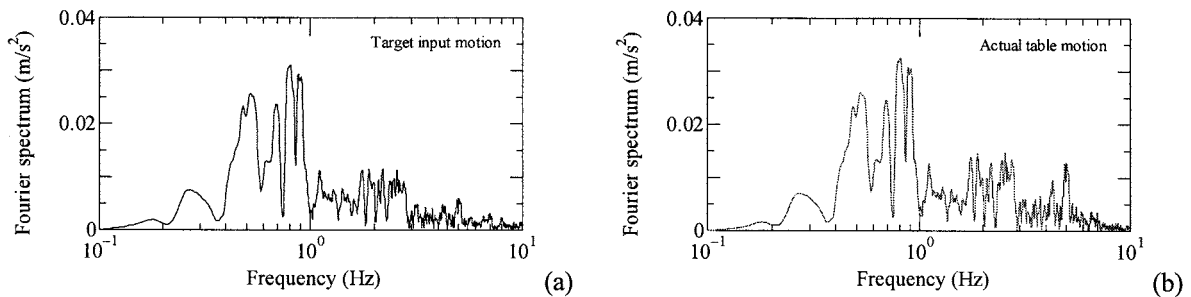 0.04
0.02
0
Fourier spectrum (m/s²)
Target input motion
10⁻¹
10⁰
10¹
Frequency (Hz)
(a)
0.04
0.02
0
Fourier spectrum (m/s²)
Actual table motion
10⁻¹
10⁰
10¹
Frequency (Hz)
(b)